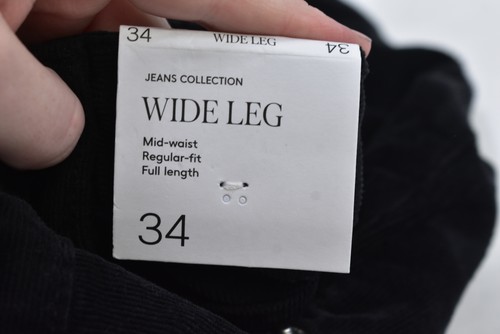 34 WIDE LEG 34
JEANS COLLECTION
WIDE LEG
Mid-waist
Regular-fit
Full length
34